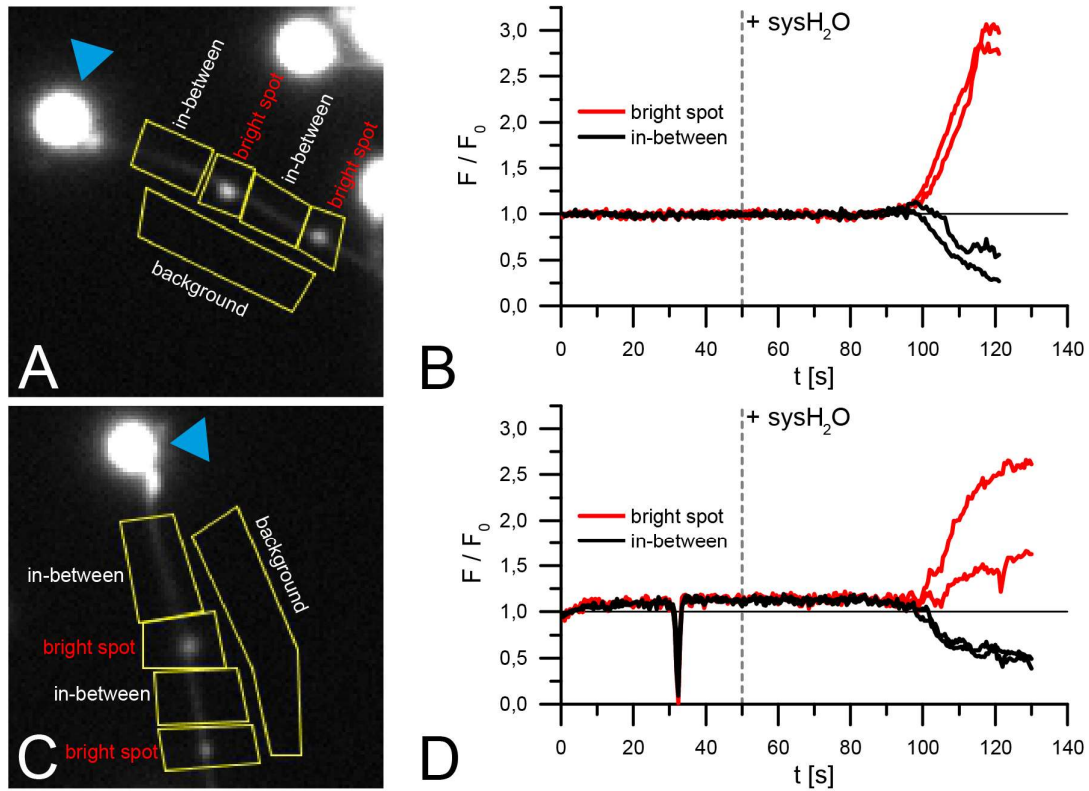 in-between
bright spot
in-between
bright spot
background
A
+ sysH₂O
3,0
2,5
2,0
1,5
1,0
0,5
0,0
F / F₀
bright spot
in-between
0 20 40 60 80 100 120 140
t [s]
B
in-between
bright spot
in-between
bright spot
background
C
+ sysH₂O
3,0
2,5
2,0
1,5
1,0
0,5
0,0
F / F₀
bright spot
in-between
0 20 40 60 80 100 120 140
t [s]
D